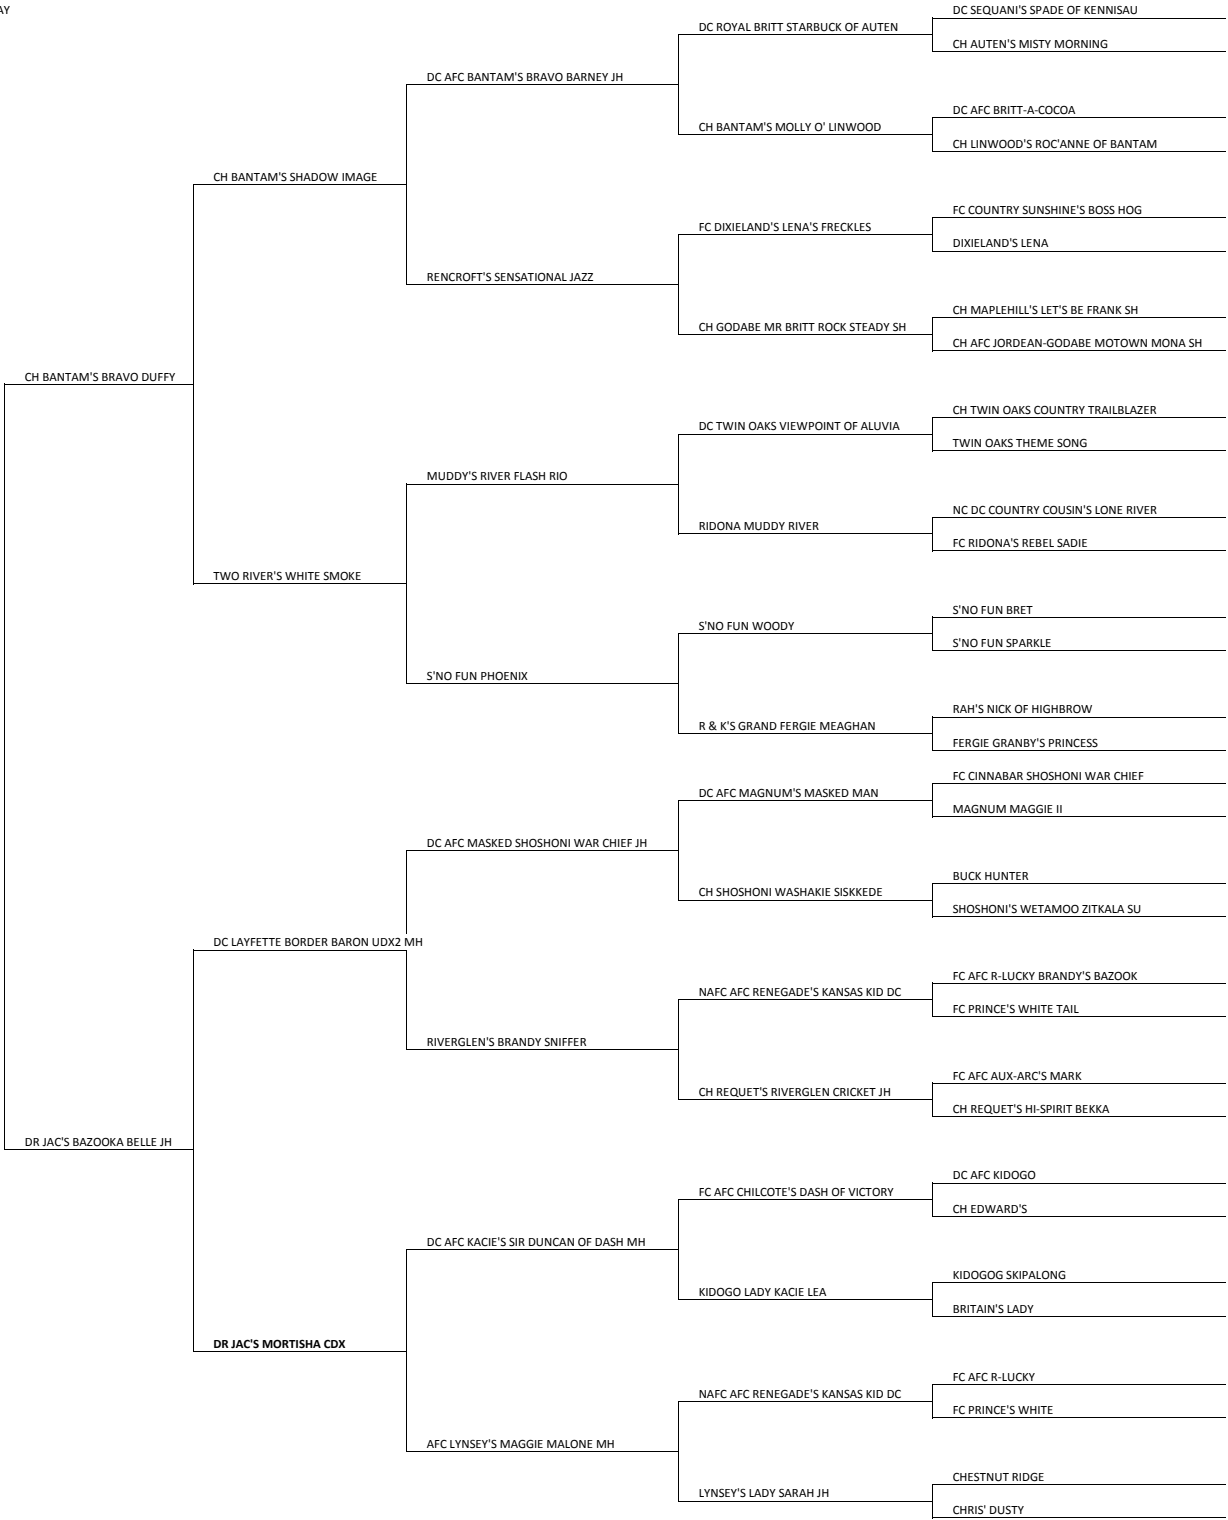 AY
DC SEQUANI'S SPADE OF KENNISAU
DC ROYAL BRITT STARBUCK OF AUTEN
CH AUTEN'S MISTY MORNING
DC AFC BANTAM'S BRAVO BARNEY JH
DC AFC BRITT-A-COCOA
CH BANTAM'S MOLLY O' LINWOOD
CH LINWOOD'S ROC'ANNE OF BANTAM
CH BANTAM'S SHADOW IMAGE
FC COUNTRY SUNSHINE'S BOSS HOG
FC DIXIELAND'S LENA'S FRECKLES
DIXIELAND'S LENA
RENCROFT'S SENSATIONAL JAZZ
CH MAPLEHILL'S LET'S BE FRANK SH
CH GODABE MR BRITT ROCK STEADY SH
CH AFC JORDEAN-GODABE MOTOWN MONA SH
CH BANTAM'S BRAVO DUFFY
CH TWIN OAKS COUNTRY TRAILBLAZER
DC TWIN OAKS VIEWPOINT OF ALUVIA
TWIN OAKS THEME SONG
MUDDY'S RIVER FLASH RIO
NC DC COUNTRY COUSIN'S LONE RIVER
RIDONA MUDDY RIVER
FC RIDONA'S REBEL SADIE
TWO RIVER'S WHITE SMOKE
S'NO FUN BRET
S'NO FUN WOODY
S'NO FUN SPARKLE
S'NO FUN PHOENIX
RAH'S NICK OF HIGHBROW
R & K'S GRAND FERGIE MEAGHAN
FERGIE GRANBY'S PRINCESS
FC CINNABAR SHOSHONI WAR CHIEF
DC AFC MAGNUM'S MASKED MAN
MAGNUM MAGGIE II
DC AFC MASKED SHOSHONI WAR CHIEF JH
BUCK HUNTER
CH SHOSHONI WASHAKIE SISKKEDE
SHOSHONI'S WETAMOO ZITKALA SU
DC LAYFETTE BORDER BARON UDX2 MH
FC AFC R-LUCKY BRANDY'S BAZOOK
NAFC AFC RENEGADE'S KANSAS KID DC
FC PRINCE'S WHITE TAIL
RIVERGLEN'S BRANDY SNIFFER
FC AFC AUX-ARC'S MARK
CH REQUET'S RIVERGLEN CRICKET JH
CH REQUET'S HI-SPIRIT BEKKA
DR JAC'S BAZOOKA BELLE JH
DC AFC KIDOGO
FC AFC CHILCOTE'S DASH OF VICTORY
CH EDWARD'S
DC AFC KACIE'S SIR DUNCAN OF DASH MH
KIDOGOG SKIPALONG
KIDOGO LADY KACIE LEA
BRITAIN'S LADY
DR JAC'S MORTISHA CDX
FC AFC R-LUCKY
NAFC AFC RENEGADE'S KANSAS KID DC
FC PRINCE'S WHITE
AFC LYNSEY'S MAGGIE MALONE MH
CHESTNUT RIDGE
LYNSEY'S LADY SARAH JH
CHRIS' DUSTY